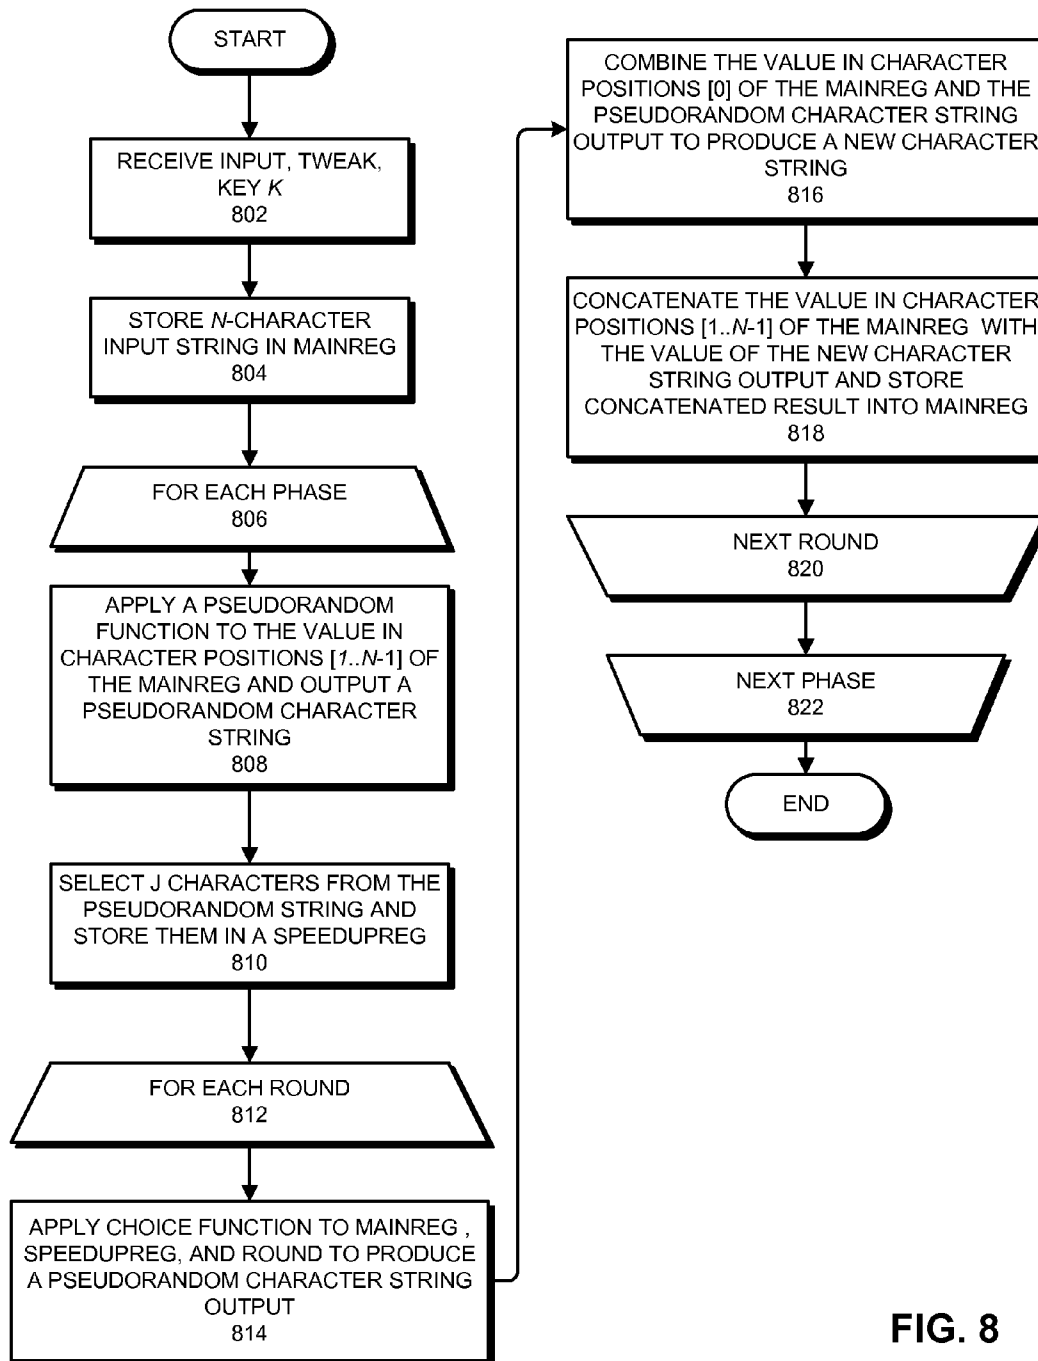 START
RECEIVE INPUT, TWEAK,
KEY K
802
STORE N-CHARACTER
INPUT STRING IN MAINREG
804
FOR EACH PHASE
806
APPLY A PSEUDORANDOM
FUNCTION TO THE VALUE IN
CHARACTER POSITIONS [1..N-1] OF
THE MAINREG AND OUTPUT A
PSEUDORANDOM CHARACTER
STRING
808
SELECT J CHARACTERS FROM THE
PSEUDORANDOM STRING AND
STORE THEM IN A SPEEDUPREG
810
FOR EACH ROUND
812
APPLY CHOICE FUNCTION TO MAINREG ,
SPEEDUPREG, AND ROUND TO PRODUCE
A PSEUDORANDOM CHARACTER STRING
OUTPUT
814
COMBINE THE VALUE IN CHARACTER
POSITIONS [0] OF THE MAINREG AND THE
PSEUDORANDOM CHARACTER STRING
OUTPUT TO PRODUCE A NEW CHARACTER
STRING
816
CONCATENATE THE VALUE IN CHARACTER
POSITIONS [1..N-1] OF THE MAINREG WITH
THE VALUE OF THE NEW CHARACTER
STRING OUTPUT AND STORE
CONCATENATED RESULT INTO MAINREG
818
NEXT ROUND
820
NEXT PHASE
822
END
FIG. 8